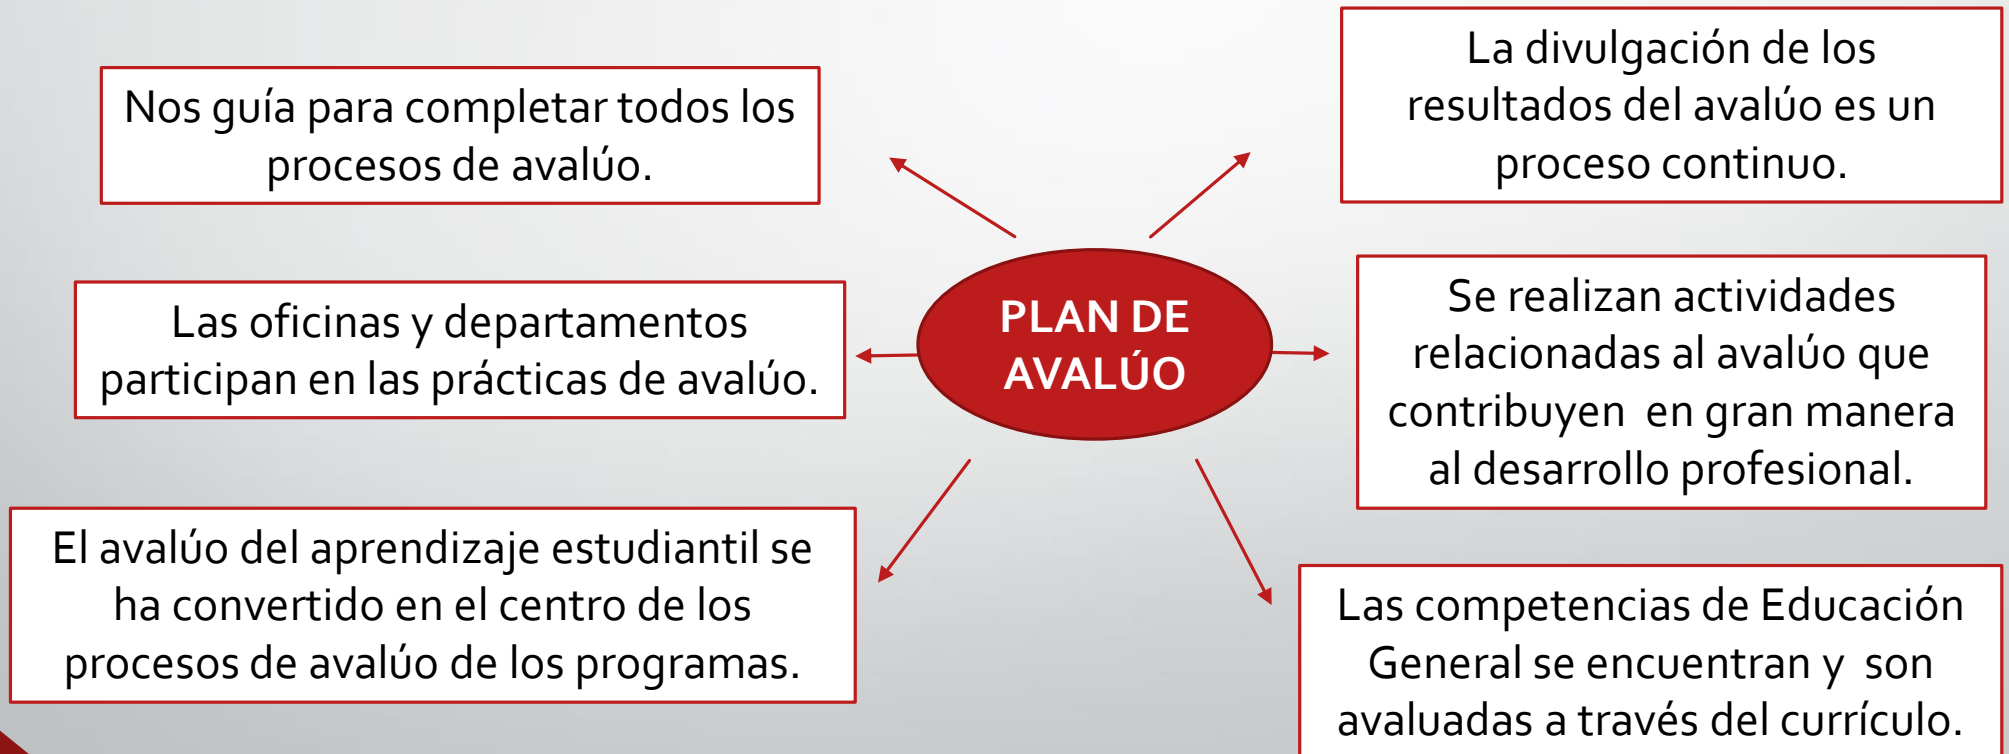 Nos guía para completar todos los
procesos de avalúo.
La divulgación de los
resultados del avalúo es un
proceso continuo.
Las oficinas y departamentos
participan en las prácticas de avalúo.
PLAN DE
AVALÚO
Se realizan actividades
relacionadas al avalúo que
contribuyen en gran manera
al desarrollo profesional.
El avalúo del aprendizaje estudiantil se
ha convertido en el centro de los
procesos de avalúo de los programas.
Las competencias de Educación
General se encuentran y son
avaluadas a través del currículo.